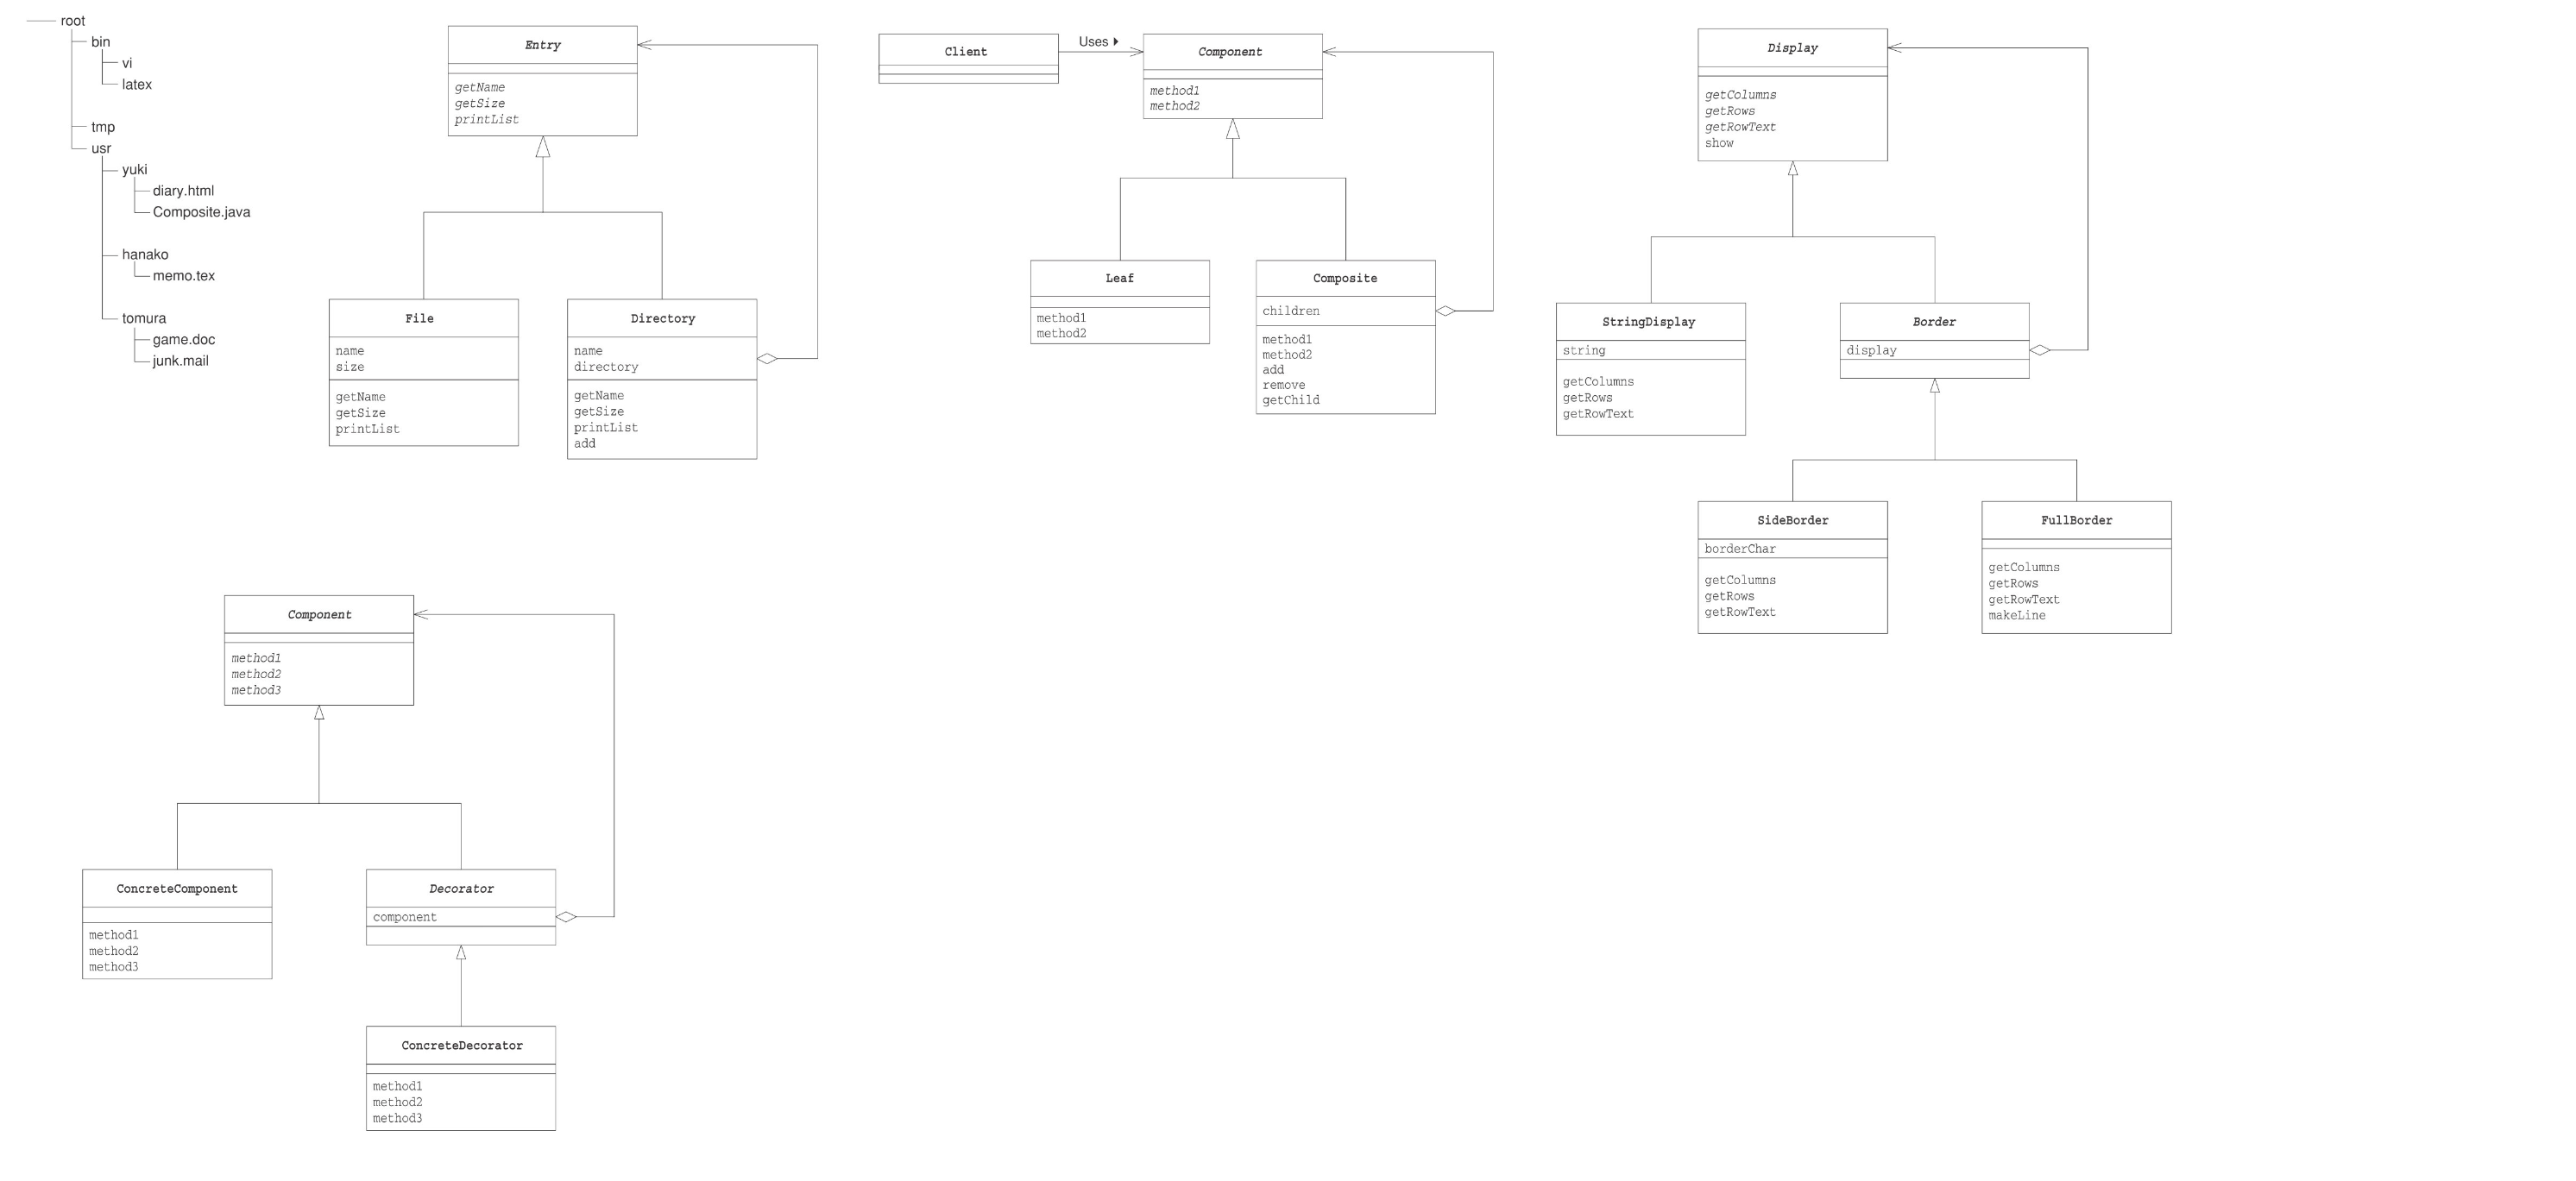 root
bin
vi
latex
tmp
usr
yuki
diary.html
Composite.java
hanako
memo.tex
tomura
game.doc
junk.mail
Entry
getName
getSize
printList
File
name
size
getName
getSize
printList
Directory
name
directory
getName
getSize
printList
add
Client
Uses
Component
method1
method2
Leaf
method1
method2
Composite
children
method1
method2
add
remove
getChild
Display
getColumns
getRows
getRowText
show
StringDisplay
string
getColumns
getRows
getRowText
Border
display
SideBorder
borderChar
getColumns
getRows
getRowText
FullBorder
getColumns
getRows
getRowText
makeLine
Component
method1
method2
method3
ConcreteComponent
method1
method2
method3
Decorator
component
ConcreteDecorator
method1
method2
method3